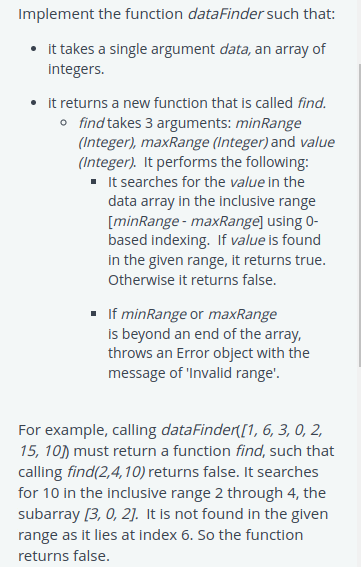 Implement the function dataFinder such that:
• it takes a single argument data, an array of
integers.
• it returns a new function that is called find.
○ find takes 3 arguments: minRange
(Integer), maxRange (Integer) and value
(Integer).  It performs the following:
▪ It searches for the value in the
data array in the inclusive range
[minRange - maxRange] using 0-
based indexing.  If value is found
in the given range, it returns true.
Otherwise it returns false.
▪ If minRange or maxRange
is beyond an end of the array,
throws an Error object with the
message of 'Invalid range'.
For example, calling dataFinder([1, 6, 3, 0, 2,
15, 10]) must return a function find, such that
calling find(2,4,10) returns false. It searches
for 10 in the inclusive range 2 through 4, the
subarray [3, 0, 2].  It is not found in the given
range as it lies at index 6. So the function
returns false.